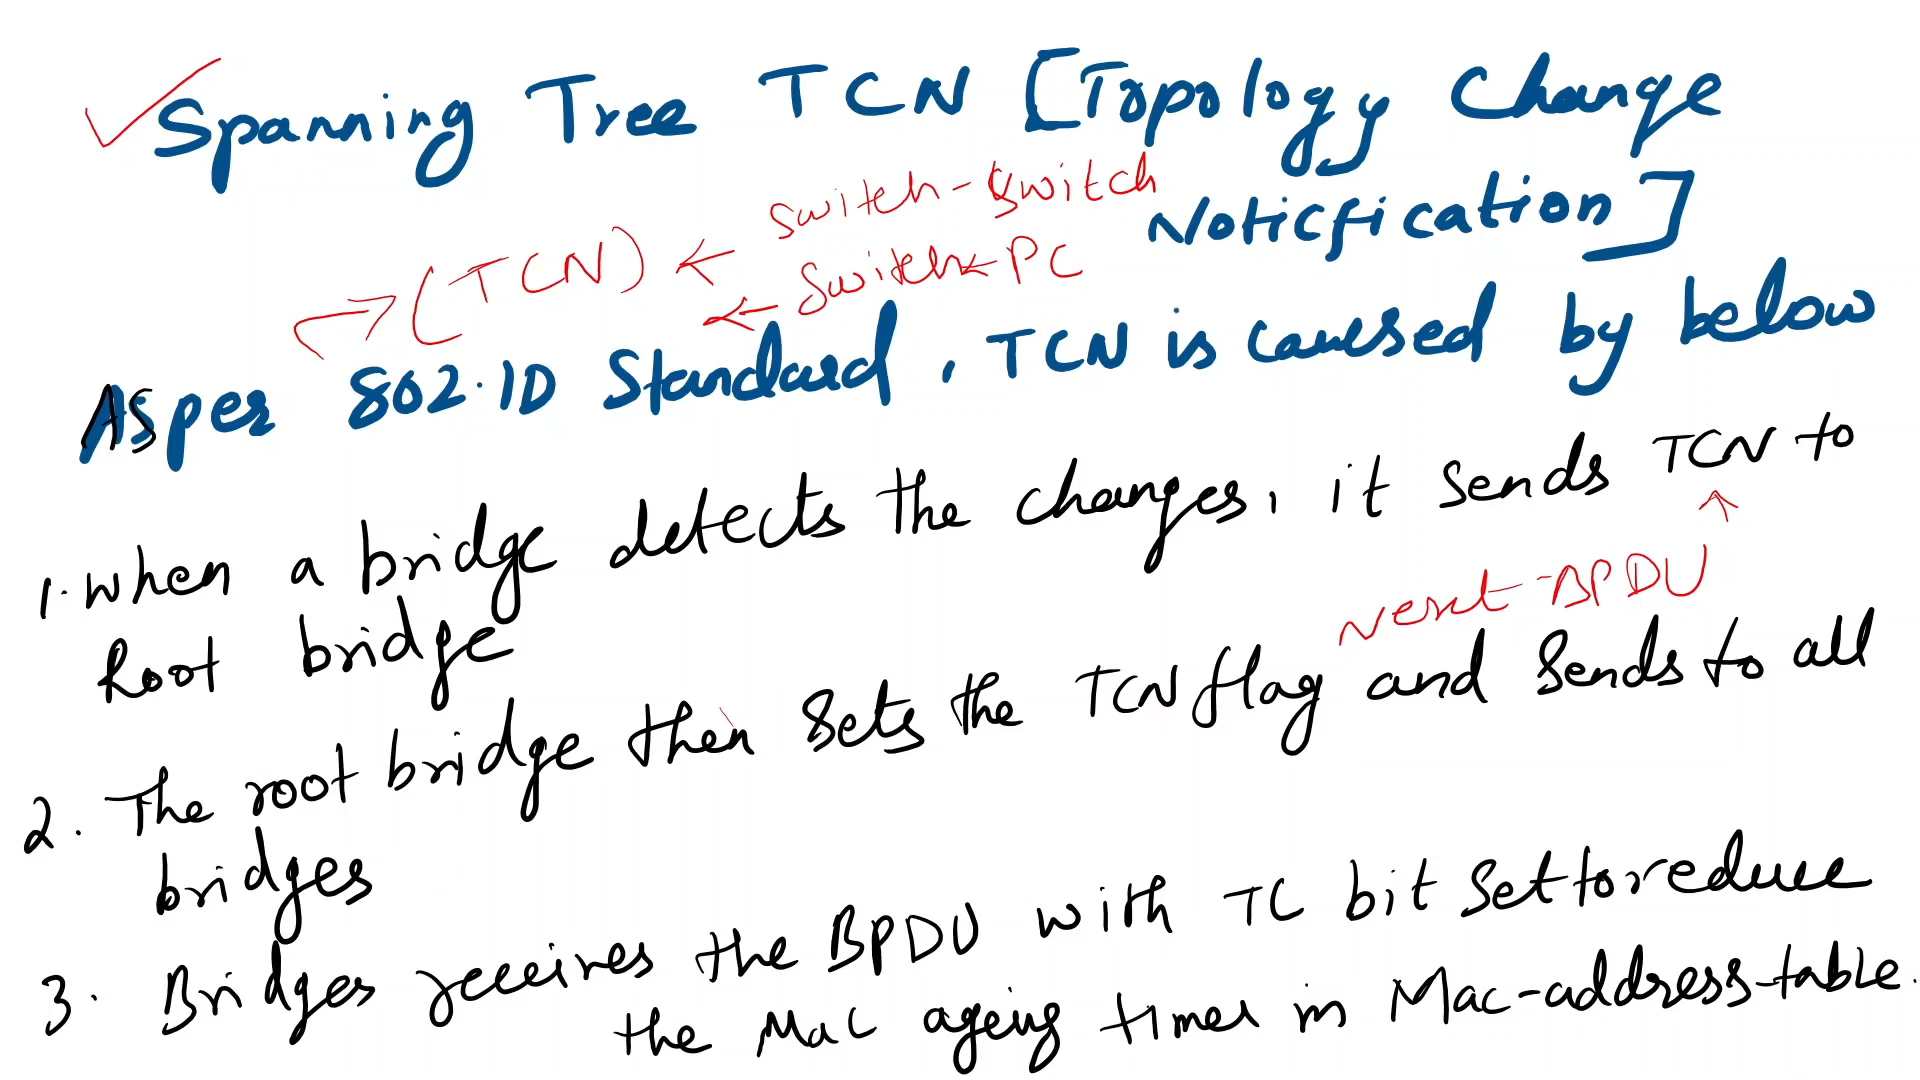 Spanning Tree TCN [Topology Change
Noticfication]
switch-switch
(TCN)
Switch-PC
As per 802.1D Standard, TCN is caused by below
1. When a bridge detects the changes, it sends TCN to
Root bridge
next-BPDU
2. The root bridge then sets the TCN flag and sends to all
bridges
3. Bridges receives the BPDU with TC bit set to reduce
the MAC ageing timer in Mac-address-table.